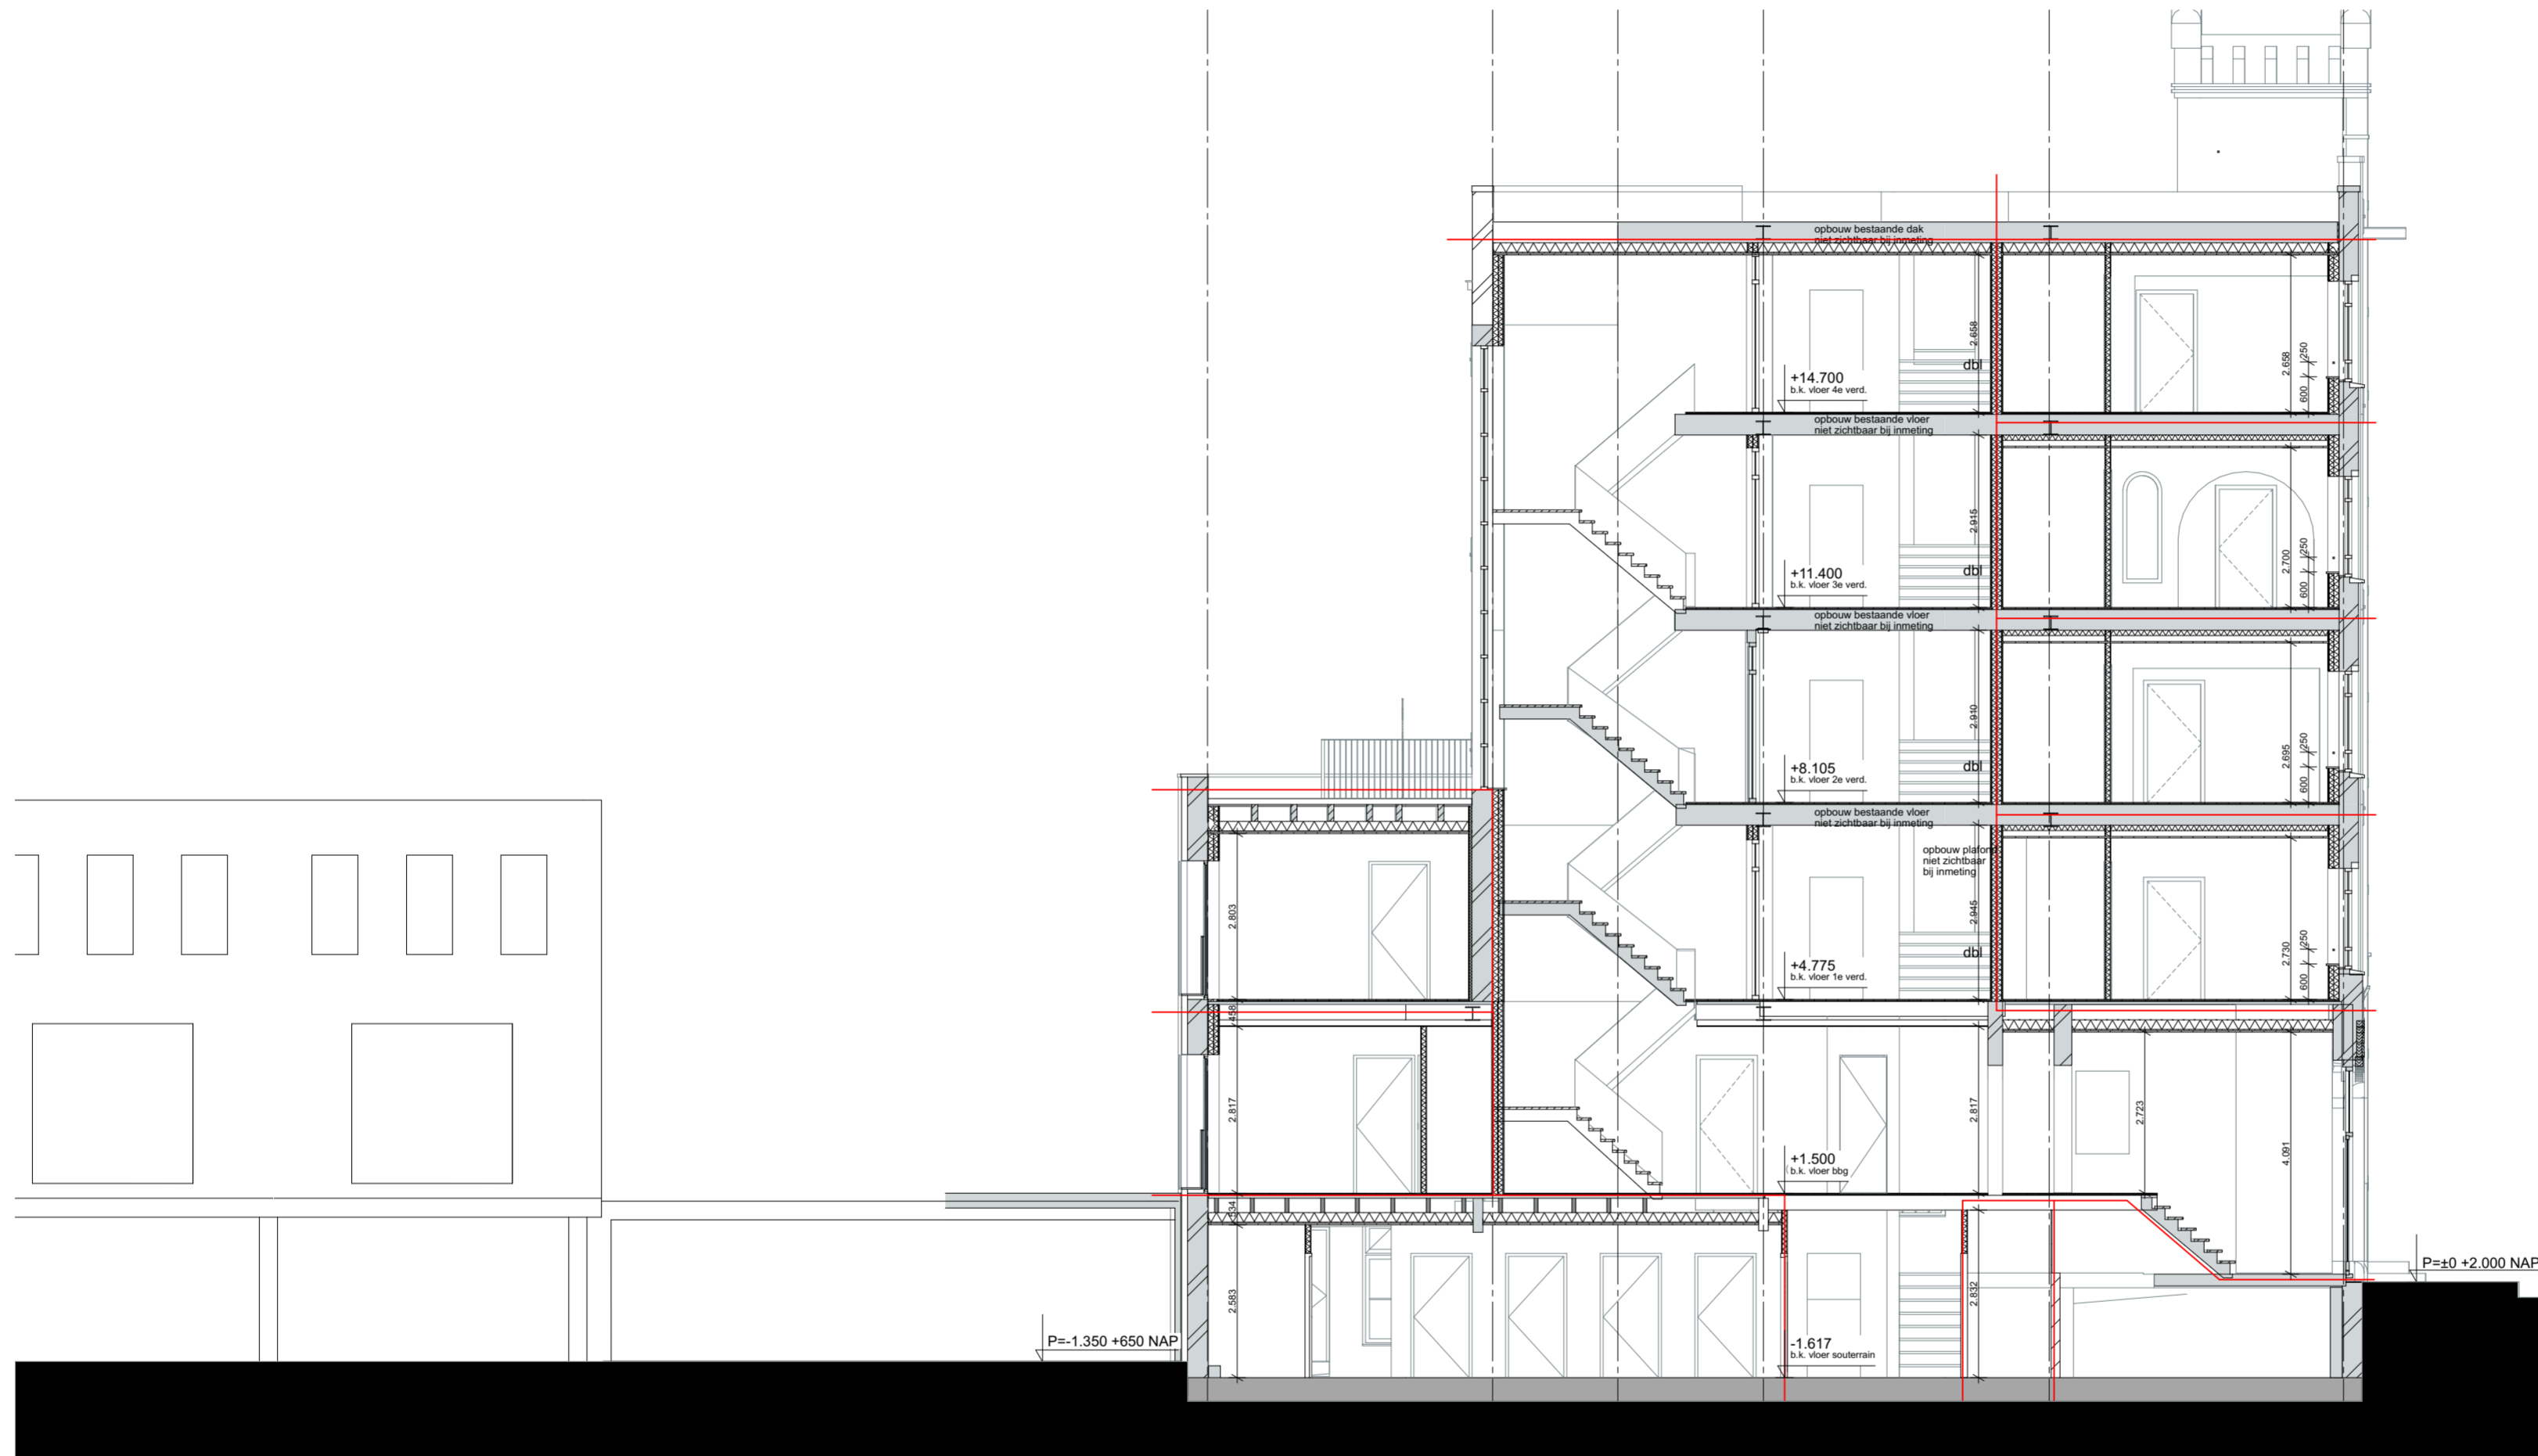 opbouw bestaande dak
niet zichtbaar bij inmeting
2.658
dbl
2.658
250
600
+14.700
b.k. vloer 4e verd.
opbouw bestaande vloer
niet zichtbaar bij inmeting
2.915
dbl
2.700
250
600
+11.400
b.k. vloer 3e verd.
opbouw bestaande vloer
niet zichtbaar bij inmeting
2.910
dbl
2.695
250
600
+8.105
b.k. vloer 2e verd.
opbouw bestaande vloer
niet zichtbaar bij inmeting
opbouw plafond
niet zichtbaar
bij inmeting
2.803
2.945
dbl
2.730
250
600
+4.775
b.k. vloer 1e verd.
458
2.817
2.817
2.723
4.091
+1.500
b.k. vloer bbg
534
2.583
2.832
P=±0 +2.000 NAP
P=-1.350 +650 NAP
-1.617
b.k. vloer souterrain